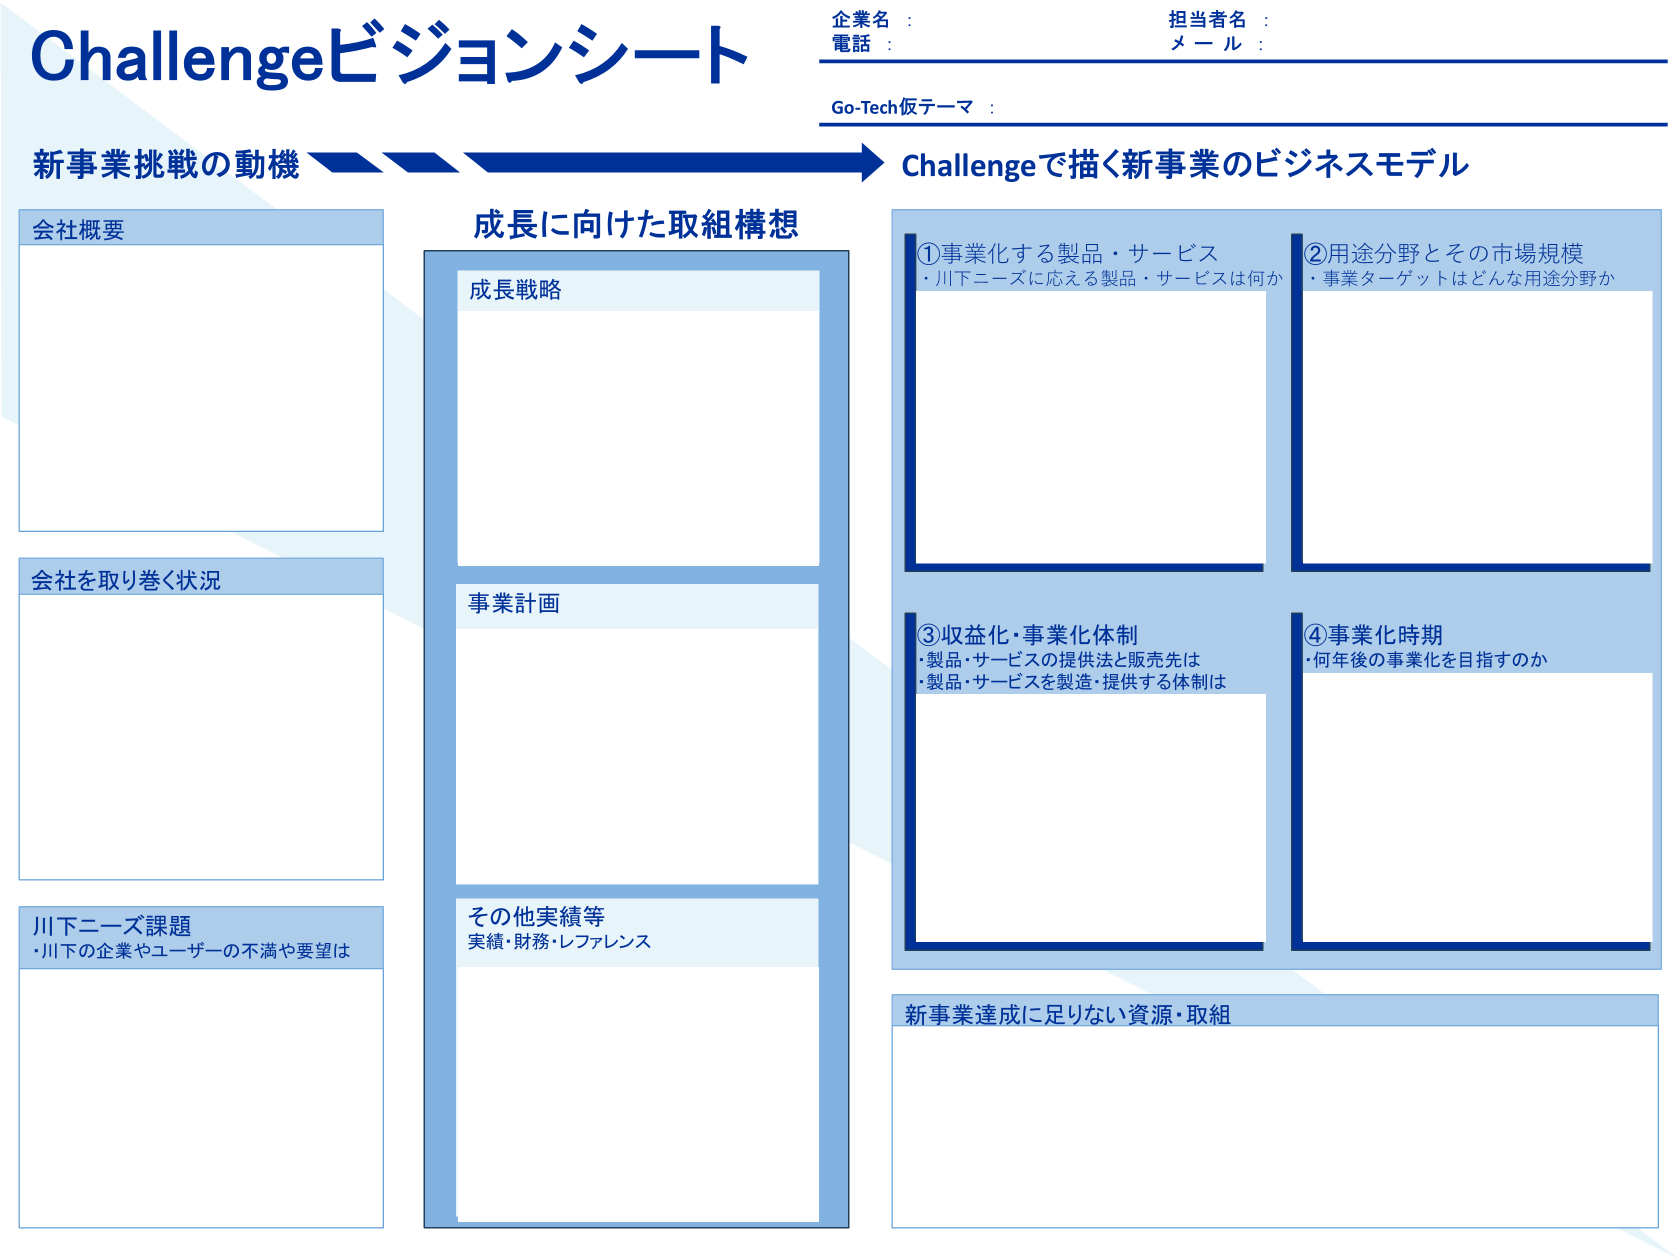 Challengeビジョンシート
企業名 ：
担当者名 ：
電話 ：
メール ：
Go-Tech仮テーマ ：
新事業挑戦の動機
Challengeで描く新事業のビジネスモデル
会社概要
会社を取り巻く状況
川下ニーズ課題
・川下の企業やユーザーの不満や要望は
成長に向けた取組構想
成長戦略
事業計画
その他実績等
実績・財務・レファレンス
①事業化する製品・サービス
・川下ニーズに応える製品・サービスは何か
②用途分野とその市場規模
・事業ターゲットはどんな用途分野か
③収益化・事業化体制
・製品・サービスの提供法と販売先は
・製品・サービスを製造・提供する体制は
④事業化時期
・何年後の事業化を目指すのか
新事業達成に足りない資源・取組